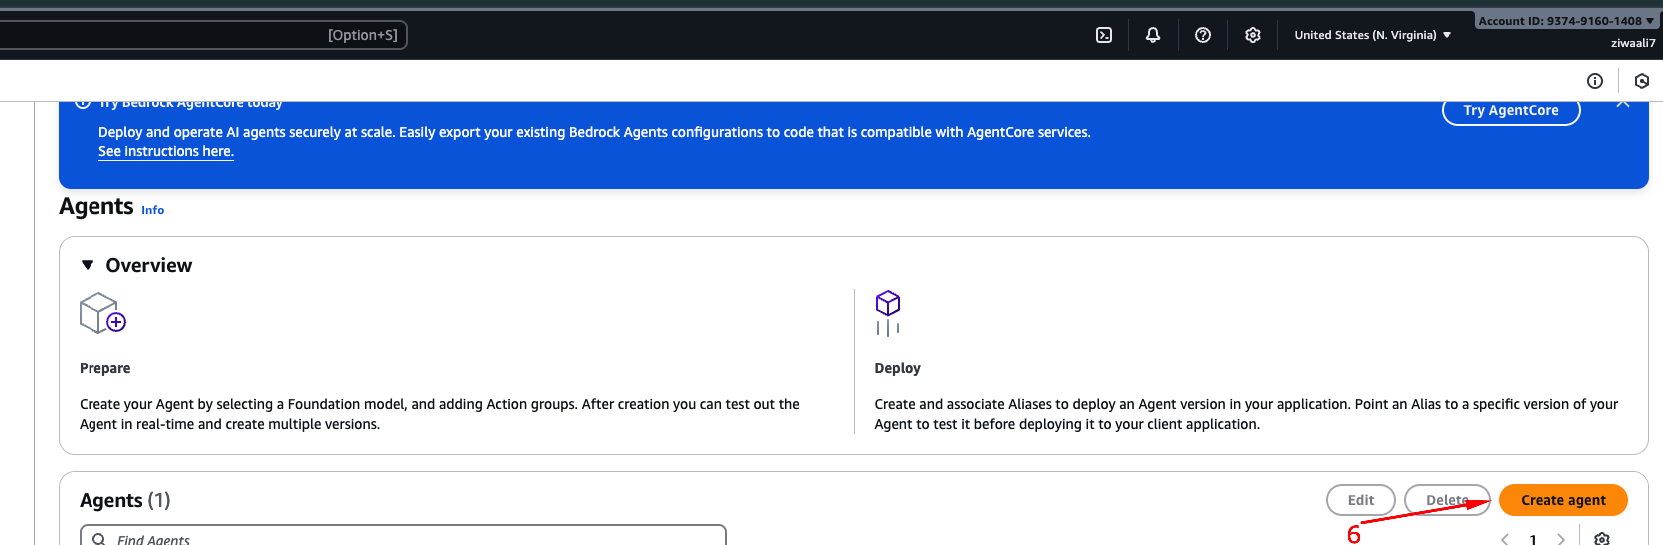 Account ID: 9374-9160-1408
[Option+S]
United States (N. Virginia)
ziwaali7
Try Bedrock AgentCore today
Try AgentCore
Deploy and operate AI agents securely at scale. Easily export your existing Bedrock Agents configurations to code that is compatible with AgentCore services.
See instructions here.
Agents Info
Overview
Prepare
Create your Agent by selecting a Foundation model, and adding Action groups. After creation you can test out the
Agent in real-time and create multiple versions.
Deploy
Create and associate Aliases to deploy an Agent version in your application. Point an Alias to a specific version of your
Agent to test it before deploying it to your client application.
Agents (1)
Edit
Delete
Create agent
6
Find Agents
1